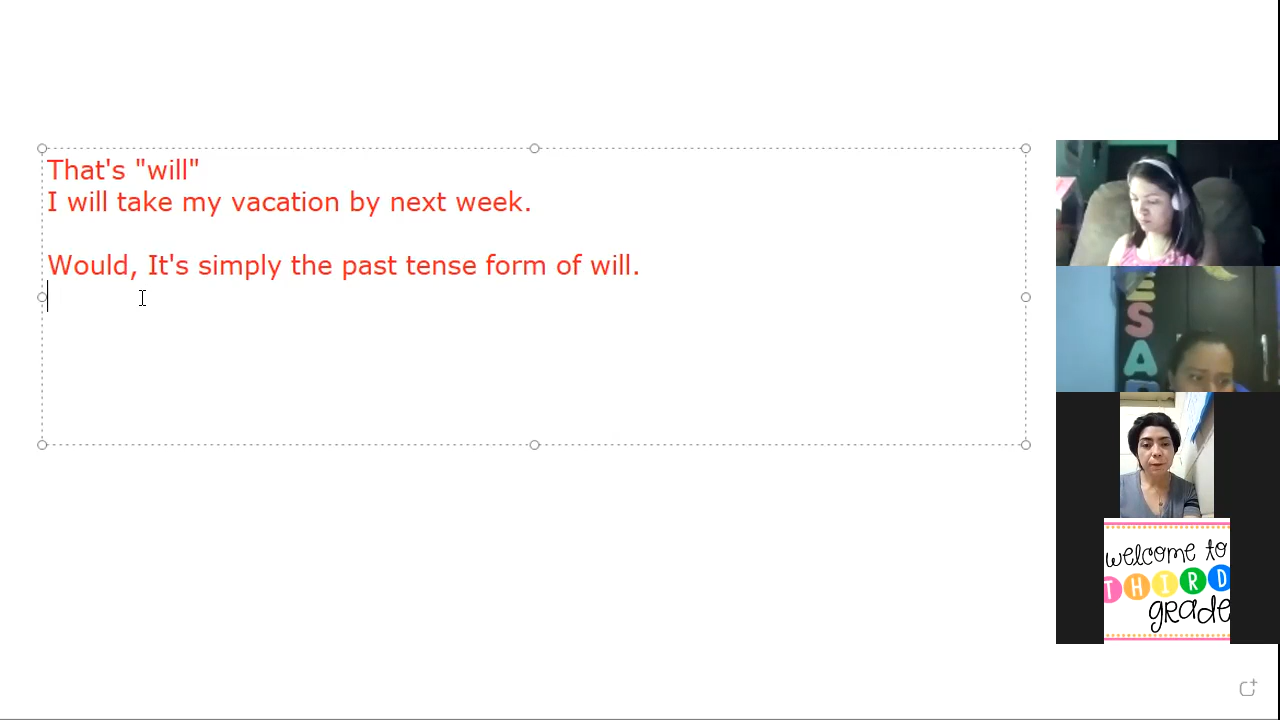 That's "will"
I will take my vacation by next week.
Would, It's simply the past tense form of will.
E
S
A
welcome to
THIRD
grade